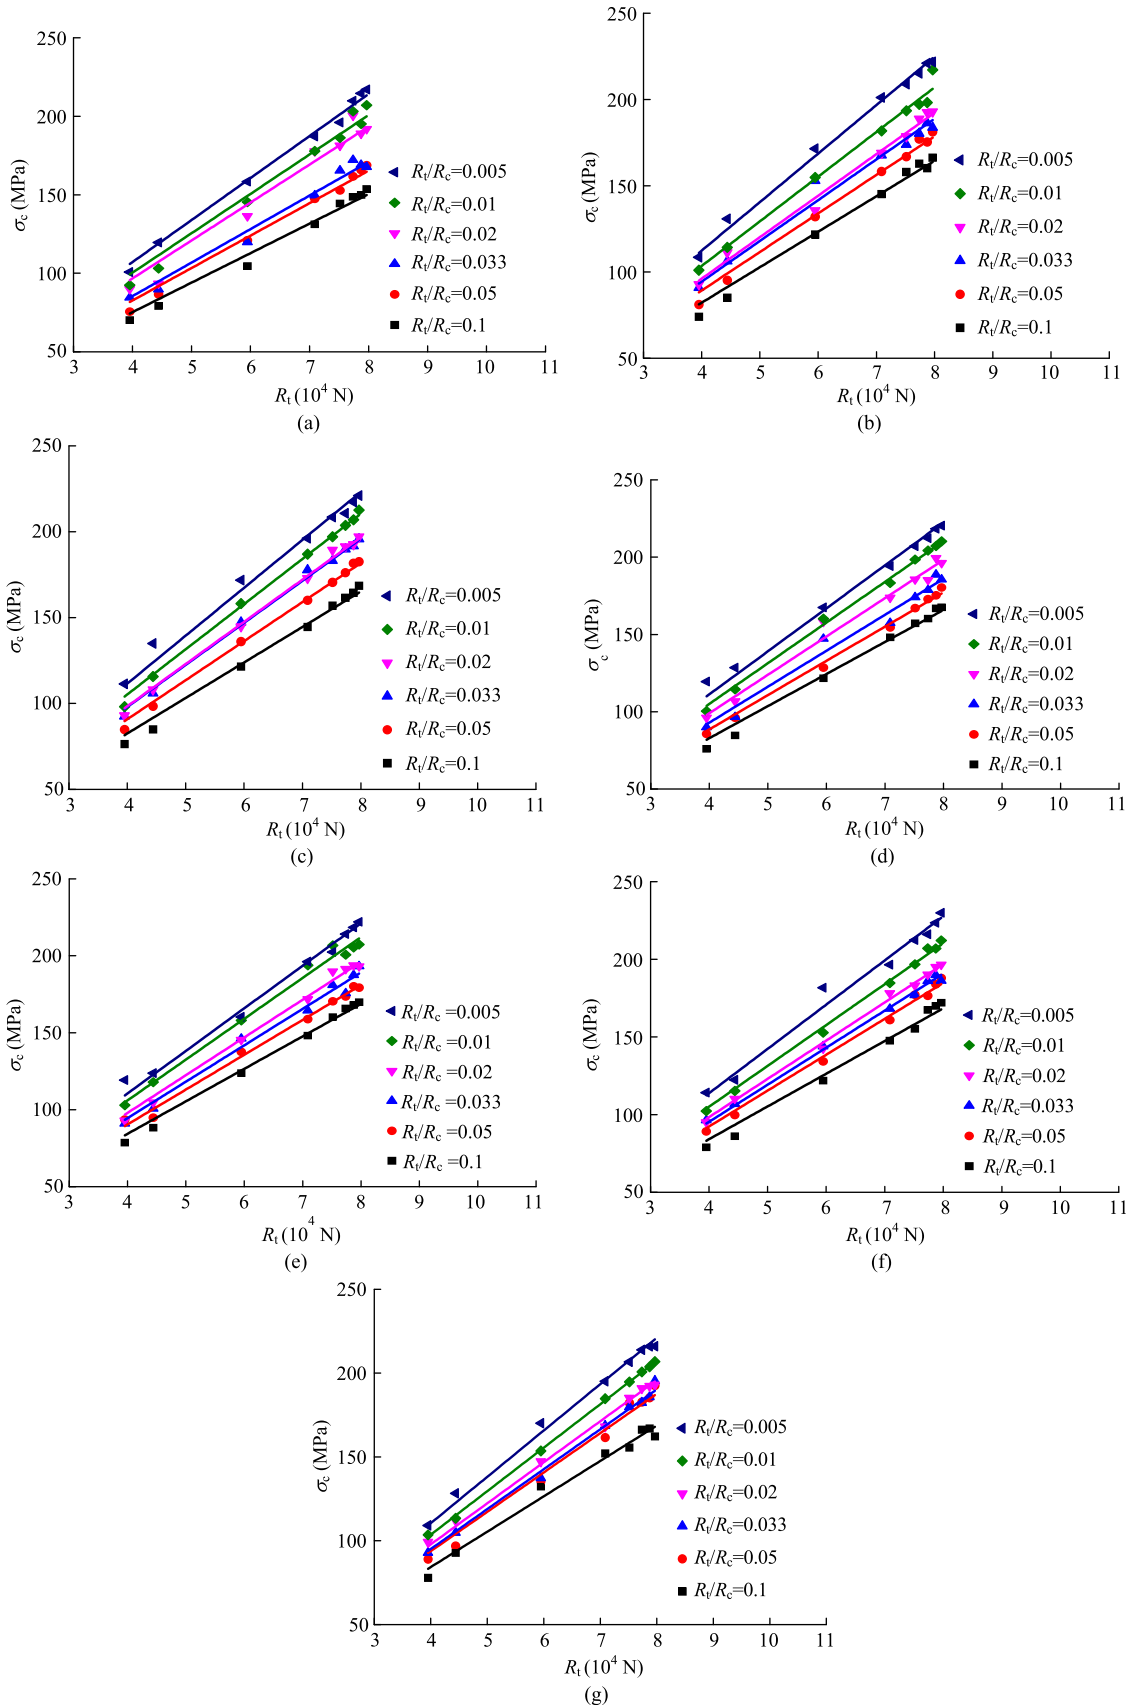 250
200
150
100
50
σc (MPa)
Rt/Rc=0.005
Rt/Rc=0.01
Rt/Rc=0.02
Rt/Rc=0.033
Rt/Rc=0.05
Rt/Rc=0.1
3 4 5 6 7 8 9 10 11
Rt (10⁴ N)
(a)
250
200
150
100
50
σc (MPa)
Rt/Rc=0.005
Rt/Rc=0.01
Rt/Rc=0.02
Rt/Rc=0.033
Rt/Rc=0.05
Rt/Rc=0.1
3 4 5 6 7 8 9 10 11
Rt (10⁴ N)
(b)
250
200
150
100
50
σc (MPa)
Rt/Rc=0.005
Rt/Rc=0.01
Rt/Rc=0.02
Rt/Rc=0.033
Rt/Rc=0.05
Rt/Rc=0.1
3 4 5 6 7 8 9 10 11
Rt (10⁴ N)
(c)
250
200
150
100
50
σc (MPa)
Rt/Rc=0.005
Rt/Rc=0.01
Rt/Rc=0.02
Rt/Rc=0.033
Rt/Rc=0.05
Rt/Rc=0.1
3 4 5 6 7 8 9 10 11
Rt (10⁴ N)
(d)
250
200
150
100
50
σc (MPa)
Rt/Rc =0.005
Rt/Rc =0.01
Rt/Rc =0.02
Rt/Rc =0.033
Rt/Rc =0.05
Rt/Rc =0.1
3 4 5 6 7 8 9 10 11
Rt (10⁴ N)
(e)
250
200
150
100
50
σc (MPa)
Rt/Rc=0.005
Rt/Rc=0.01
Rt/Rc=0.02
Rt/Rc=0.033
Rt/Rc=0.05
Rt/Rc=0.1
3 4 5 6 7 8 9 10 11
Rt (10⁴ N)
(f)
250
200
150
100
50
σc (MPa)
Rt/Rc=0.005
Rt/Rc=0.01
Rt/Rc=0.02
Rt/Rc=0.033
Rt/Rc=0.05
Rt/Rc=0.1
3 4 5 6 7 8 9 10 11
Rt (10⁴ N)
(g)